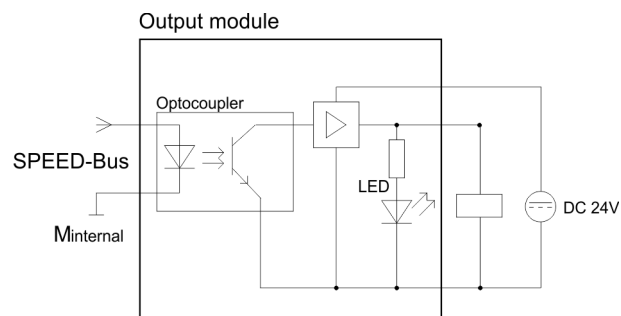 Output module
Optocoupler
SPEED-Bus
LED
DC 24V
Minternal